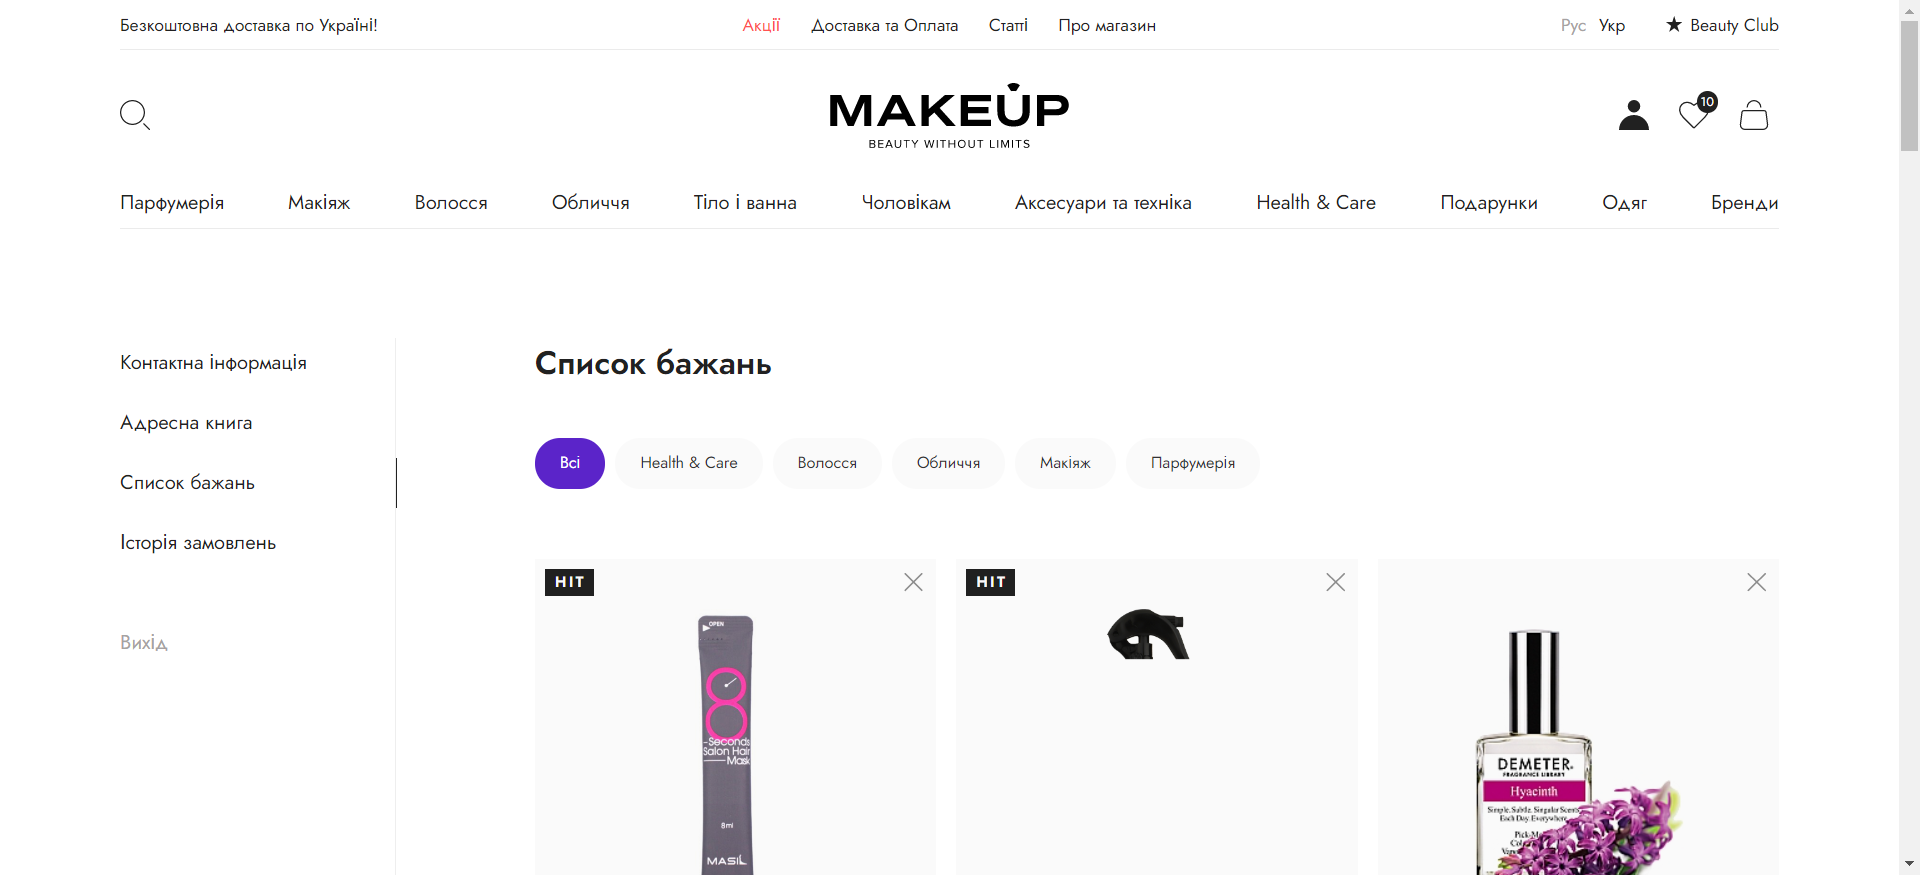 Безкоштовна доставка по Україні!
Акції
Доставка та Оплата
Статті
Про магазин
Рус
Укр
★ Beauty Club
MAKEUP
BEAUTY WITHOUT LIMITS
10
Парфумерія
Макіяж
Волосся
Обличчя
Тіло і ванна
Чоловікам
Аксесуари та техніка
Health & Care
Подарунки
Одяг
Бренди
Контактна інформація
Адресна книга
Список бажань
Історія замовлень
Вихід
Список бажань
Всі
Health & Care
Волосся
Обличчя
Макіяж
Парфумерія
HIT
OPEN
8
Seconds
Salon Hair
Mask
8ml
MASIL
HIT
DEMETER
FRAGRANCE LIBRARY
Hyacinth
Simple. Subtle. Singular Scents
Each Day. Everywhere.